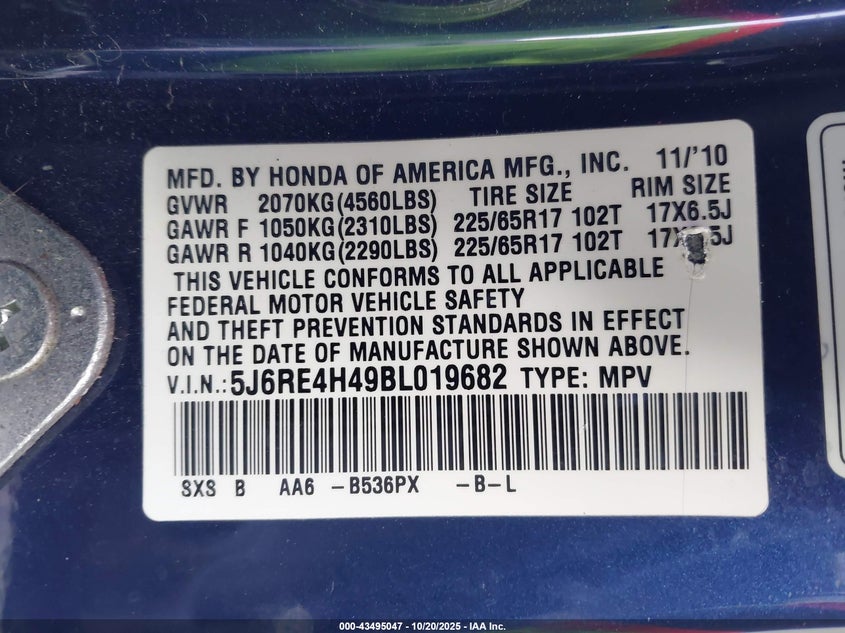 MFD. BY HONDA OF AMERICA MFG., INC. 11/'10
GVWR 2070KG(4560LBS) TIRE SIZE RIM SIZE
GAWR F 1050KG(2310LBS) 225/65R17 102T 17X6.5J
GAWR R 1040KG(2290LBS) 225/65R17 102T
THIS VEHICLE CONFORMS TO ALL APPLICABLE
FEDERAL MOTOR VEHICLE SAFETY
AND THEFT PREVENTION STANDARDS IN EFFECT
ON THE DATE OF MANUFACTURE SHOWN ABOVE.
V.I.N.: 5J6RE4H49BL019682 TYPE: MPV
SXS B AA6 -B536PX -B-L
000-43495047 - 10/20/2025 - IAA Inc.